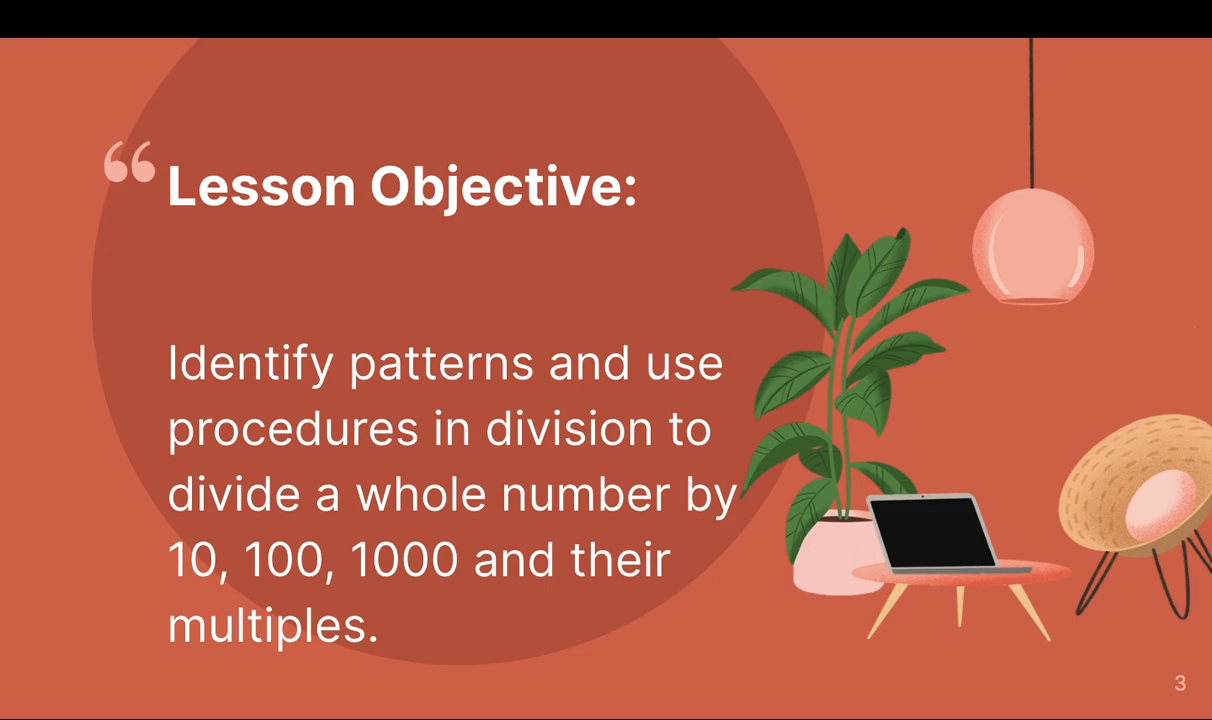 “ Lesson Objective:
Identify patterns and use
procedures in division to
divide a whole number by
10, 100, 1000 and their
multiples.
3